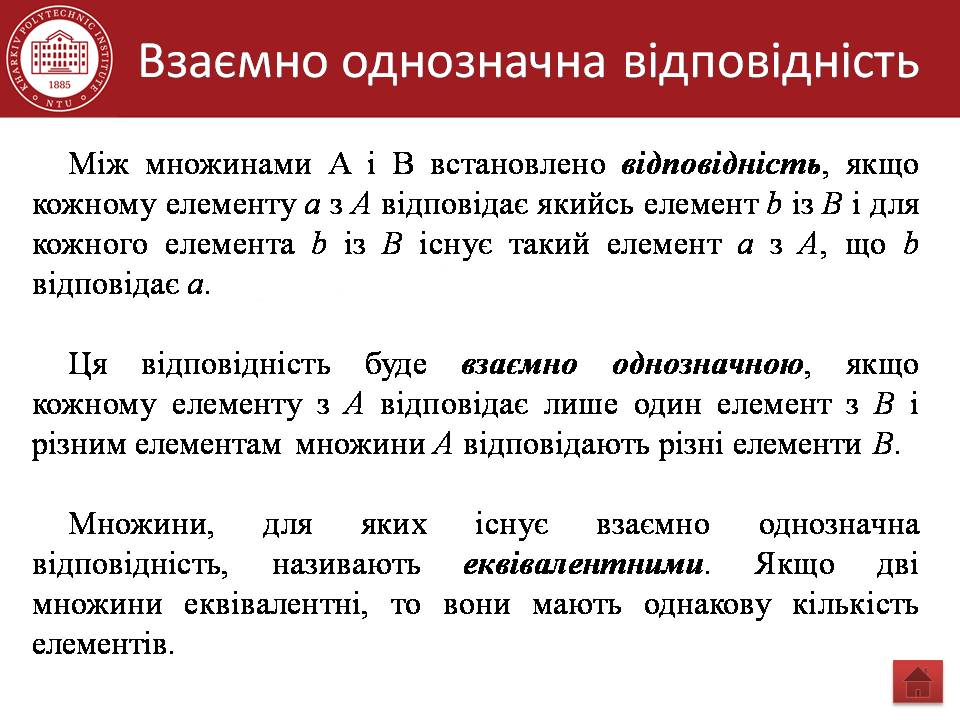 KHARKIV POLYTECHNIC INSTITUTE
1885
NTU
Взаємно однозначна відповідність
Між множинами А і В встановлено відповідність, якщо
кожному елементу a з A відповідає якийсь елемент b із B і для
кожного елемента b із B існує такий елемент a з A, що b
відповідає a.
Ця відповідність буде взаємно однозначною, якщо
кожному елементу з A відповідає лише один елемент з B і
різним елементам множини A відповідають різні елементи B.
Множини, для яких існує взаємно однозначна
відповідність, називають еквівалентними. Якщо дві
множини еквівалентні, то вони мають однакову кількість
елементів.